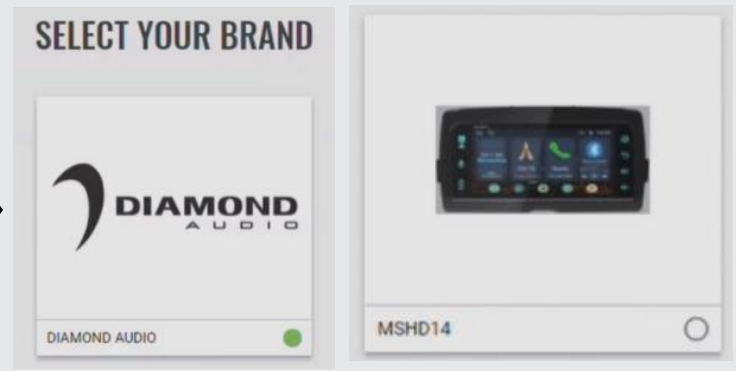 SELECT YOUR BRAND
DIAMOND
AUDIO
DIAMOND AUDIO
MSHD14